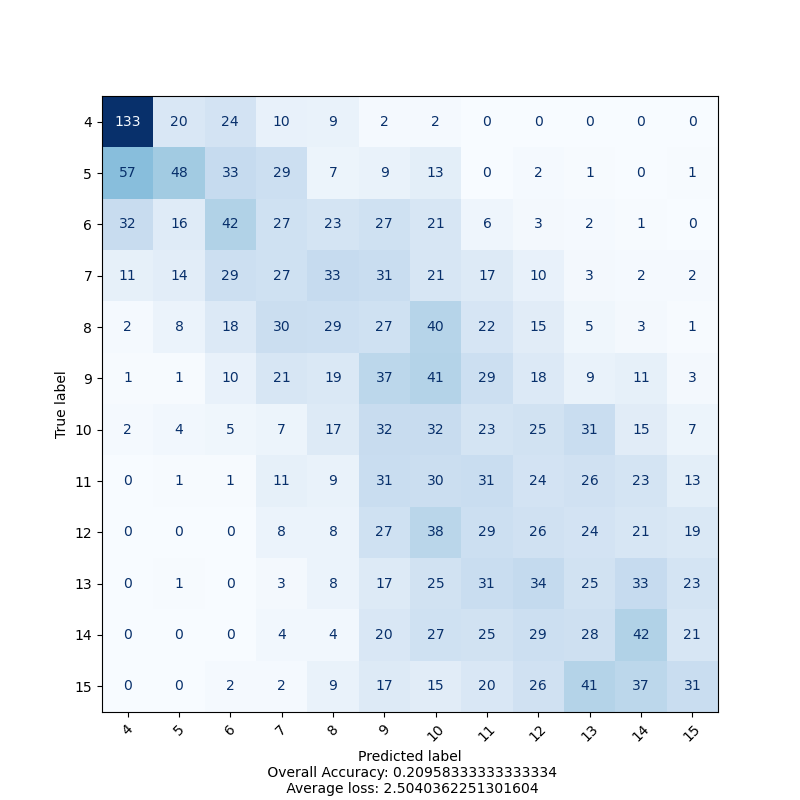 4 133 20 24 10 9 2 2 0 0 0 0 0
5 57 48 33 29 7 9 13 0 2 1 0 1
6 32 16 42 27 23 27 21 6 3 2 1 0
7 11 14 29 27 33 31 21 17 10 3 2 2
8 2 8 18 30 29 27 40 22 15 5 3 1
9 1 1 10 21 19 37 41 29 18 9 11 3
True label
10 2 4 5 7 17 32 32 23 25 31 15 7
11 0 1 1 11 9 31 30 31 24 26 23 13
12 0 0 0 8 8 27 38 29 26 24 21 19
13 0 1 0 3 8 17 25 31 34 25 33 23
14 0 0 0 4 4 20 27 25 29 28 42 21
15 0 0 2 2 9 17 15 20 26 41 37 31
4 5 6 7 8 9 10 11 12 13 14 15
Predicted label
Overall Accuracy: 0.20958333333333334
Average loss: 2.5040362251301604